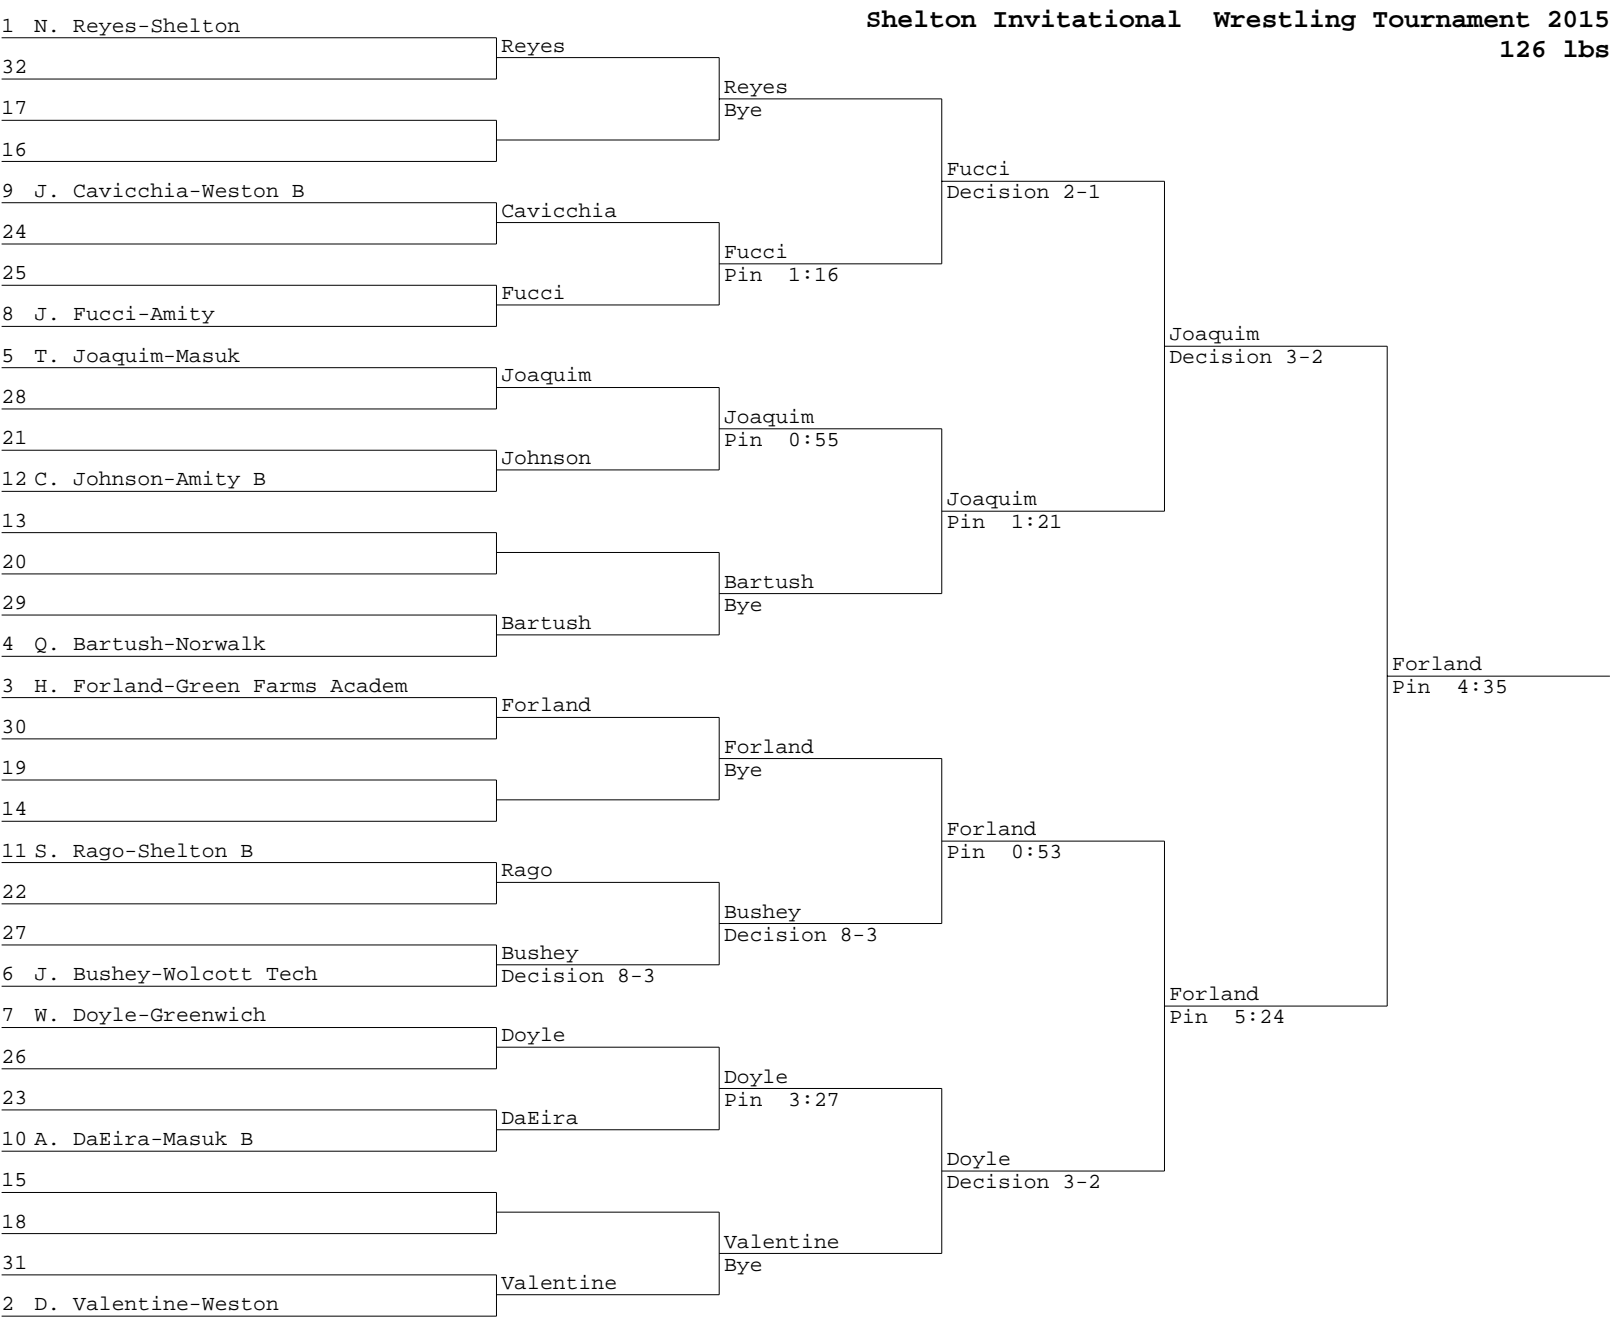 Shelton Invitational Wrestling Tournament 2015
126 lbs
1 N. Reyes-Shelton
32
17
16
9 J. Cavicchia-Weston B
24
25
8 J. Fucci-Amity
5 T. Joaquim-Masuk
28
21
12 C. Johnson-Amity B
13
20
29
4 Q. Bartush-Norwalk
3 H. Forland-Green Farms Academ
30
19
14
11 S. Rago-Shelton B
22
27
6 J. Bushey-Wolcott Tech
7 W. Doyle-Greenwich
26
23
10 A. DaEira-Masuk B
15
18
31
2 D. Valentine-Weston
Reyes
Cavicchia
Fucci
Joaquim
Johnson
Bartush
Forland
Rago
Bushey
Decision 8-3
Doyle
DaEira
Valentine
Reyes
Bye
Fucci
Pin 1:16
Joaquim
Pin 0:55
Bartush
Bye
Forland
Bye
Bushey
Decision 8-3
Doyle
Pin 3:27
Valentine
Bye
Fucci
Decision 2-1
Joaquim
Pin 1:21
Forland
Pin 0:53
Doyle
Decision 3-2
Joaquim
Decision 3-2
Forland
Pin 5:24
Forland
Pin 4:35